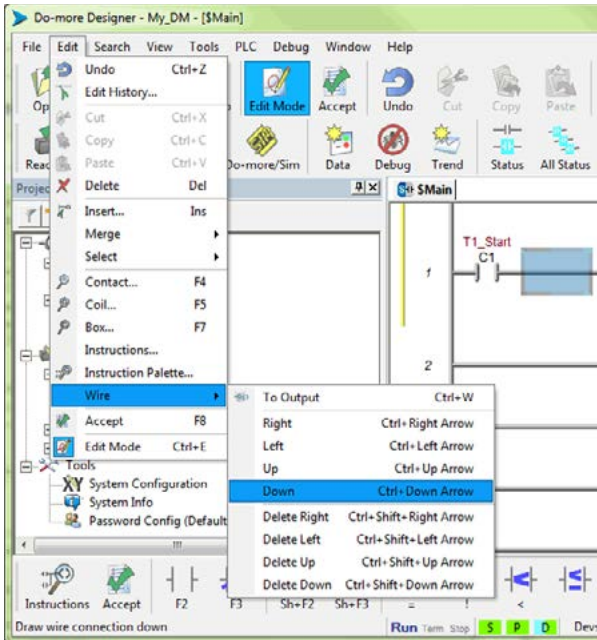 Do-more Designer - My_DM - [$Main]
File Edit Search View Tools PLC Debug Window Help
Edit Mode Accept Undo Cut Copy Paste
Do-more/Sim Data Debug Trend Status All Status
Undo Ctrl+Z
Edit History...
Cut Ctrl+X
Copy Ctrl+C
Paste Ctrl+V
Delete Del
Insert... Ins
Merge
Select
Contact... F4
Coil... F5
Box... F7
Instructions...
Instruction Palette...
Wire
Accept F8
Edit Mode Ctrl+E
To Output Ctrl+W
Right Ctrl+Right Arrow
Left Ctrl+Left Arrow
Up Ctrl+Up Arrow
Down Ctrl+Down Arrow
Delete Right Ctrl+Shift+Right Arrow
Delete Left Ctrl+Shift+Left Arrow
Delete Up Ctrl+Shift+Up Arrow
Delete Down Ctrl+Shift+Down Arrow
$Main
T1_Start
C1
1
2
Tools
System Configuration
System Info
Password Config (Default
Instructions Accept F2 F3 Sh+F2 Sh+F3 = ! <
Draw wire connection down
Run Term Stop S P D